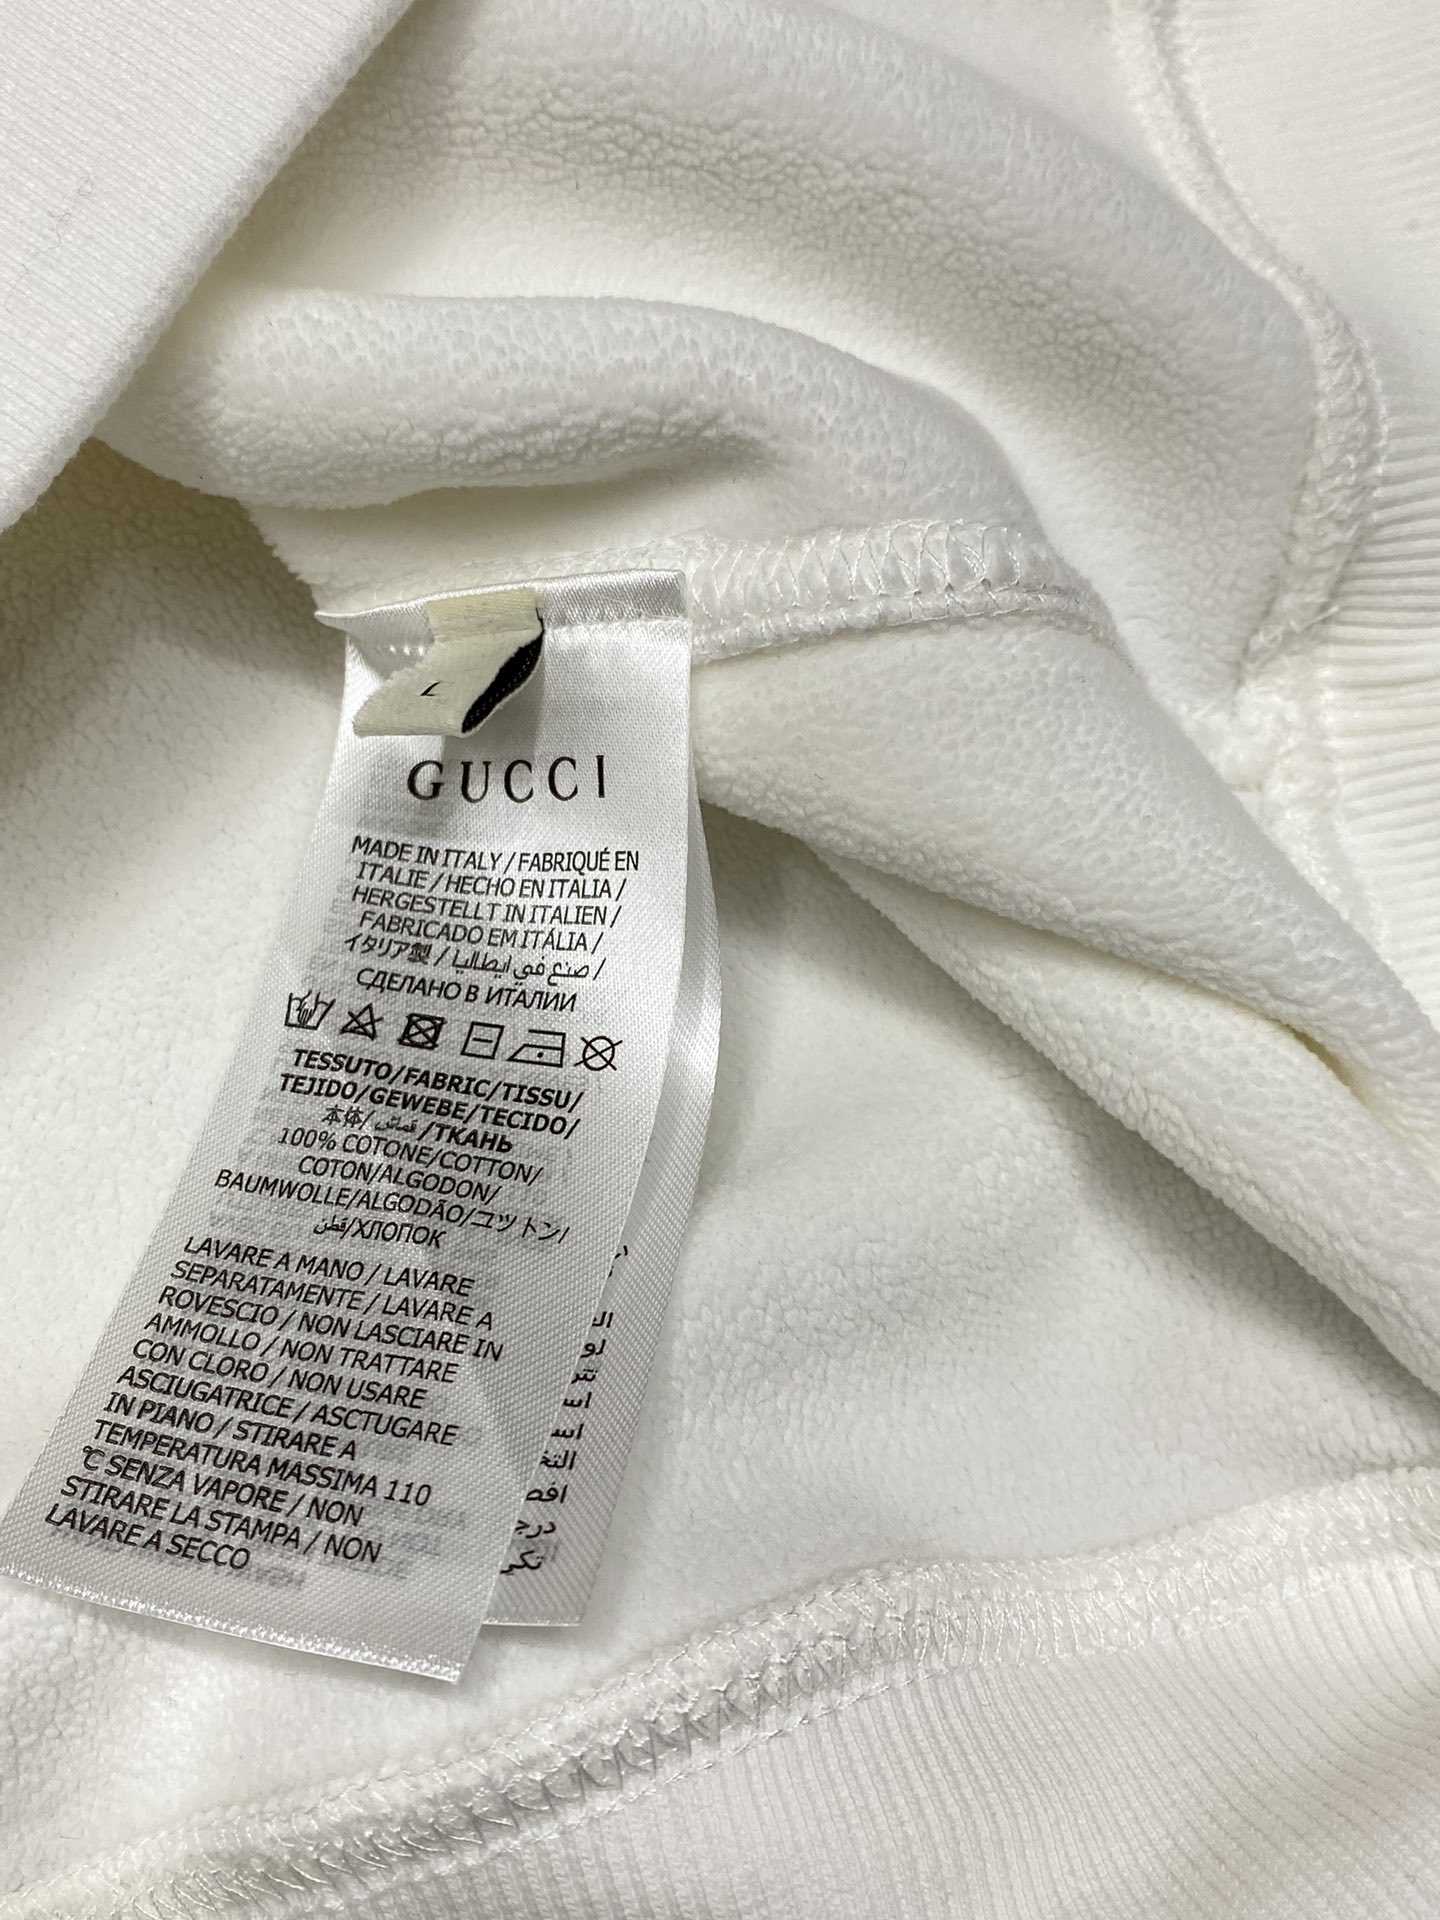 L
GUCCI
MADE IN ITALY / FABRIQUÉ EN
ITALIE / HECHO EN ITALIA /
HERGESTELLT IN ITALIEN /
FABRICADO EM ITÁLIA /
イタリア製 / صنع في إيطاليا /
СДЕЛАНО В ИТАЛИИ
TESSUTO/FABRIC/TISSU/
TEJIDO/GEWEBE/TECIDO/
本体/ قماش /ТКАНЬ
100% COTONE/COTTON/
COTON/ALGODON/
BAUMWOLLE/ALGODÃO/ユツトン/
قطن/ХЛОПОК
LAVARE A MANO / LAVARE
SEPARATAMENTE / LAVARE A
ROVESCIO / NON LASCIARE IN
AMMOLLO / NON TRATTARE
CON CLORO / NON USARE
ASCIUGATRICE / ASCTUGARE
IN PIANO / STIRARE A
TEMPERATURA MASSIMA 110
℃ SENZA VAPORE / NON
STIRARE LA STAMPA / NON
LAVARE A SECCO